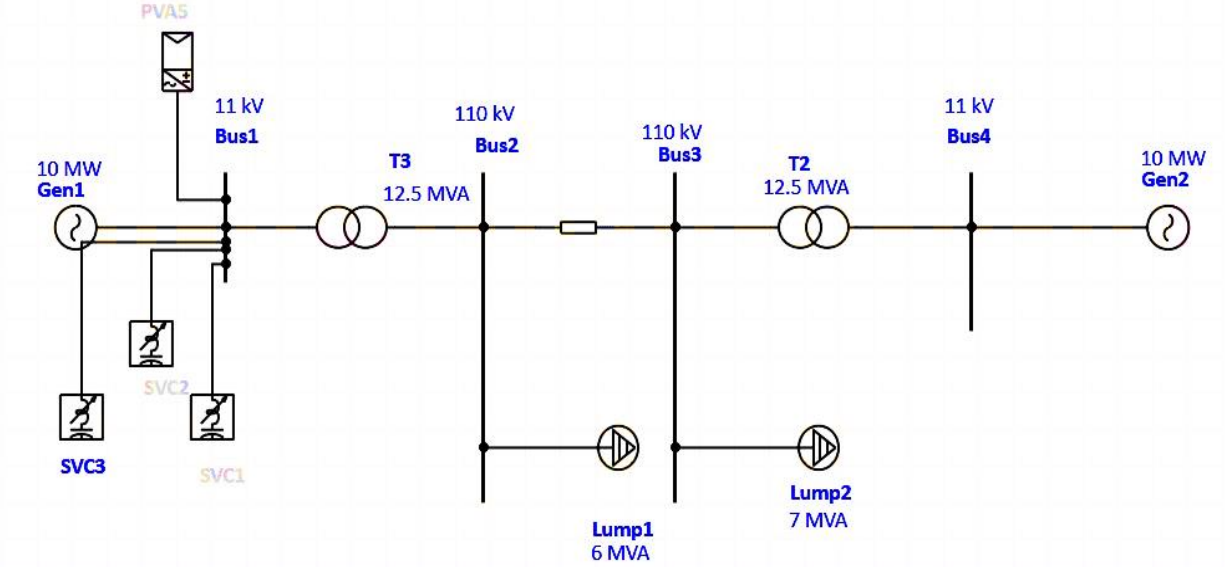 PVA5
11 kV
Bus1
10 MW
Gen1
T3
12.5 MVA
110 kV
Bus2
110 kV
Bus3
T2
12.5 MVA
11 kV
Bus4
10 MW
Gen2
SVC2
SVC3
SVC1
Lump1
6 MVA
Lump2
7 MVA